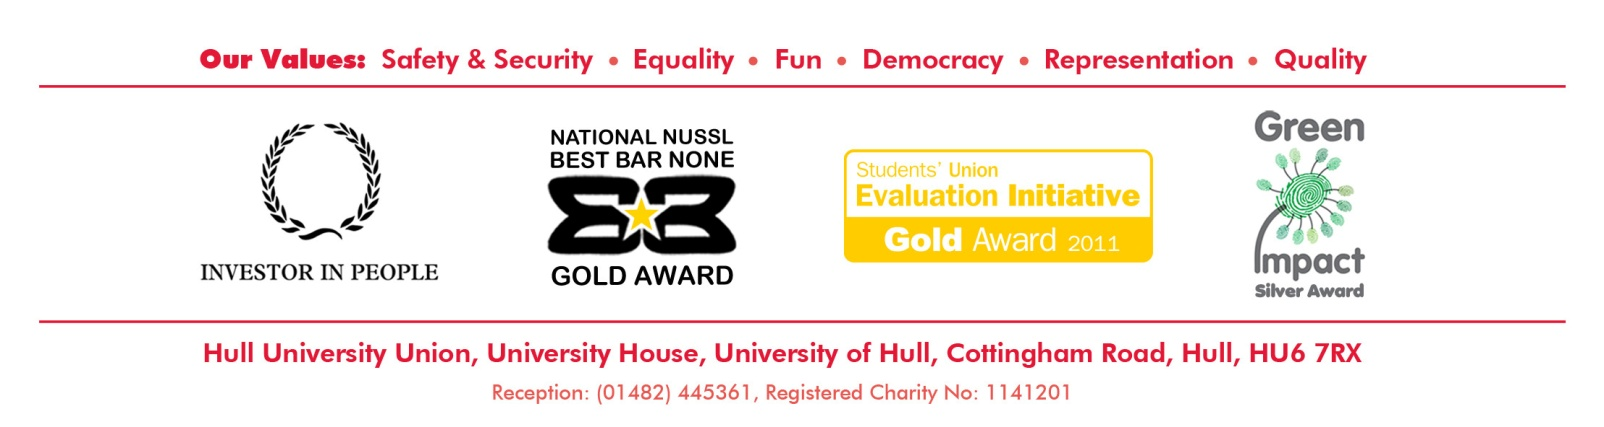 Our Values: Safety & Security • Equality • Fun • Democracy • Representation • Quality
INVESTOR IN PEOPLE
NATIONAL NUSSL
BEST BAR NONE
GOLD AWARD
Students' Union
Evaluation Initiative
Gold Award 2011
Green
Impact
Silver Award
Hull University Union, University House, University of Hull, Cottingham Road, Hull, HU6 7RX
Reception: (01482) 445361, Registered Charity No: 1141201